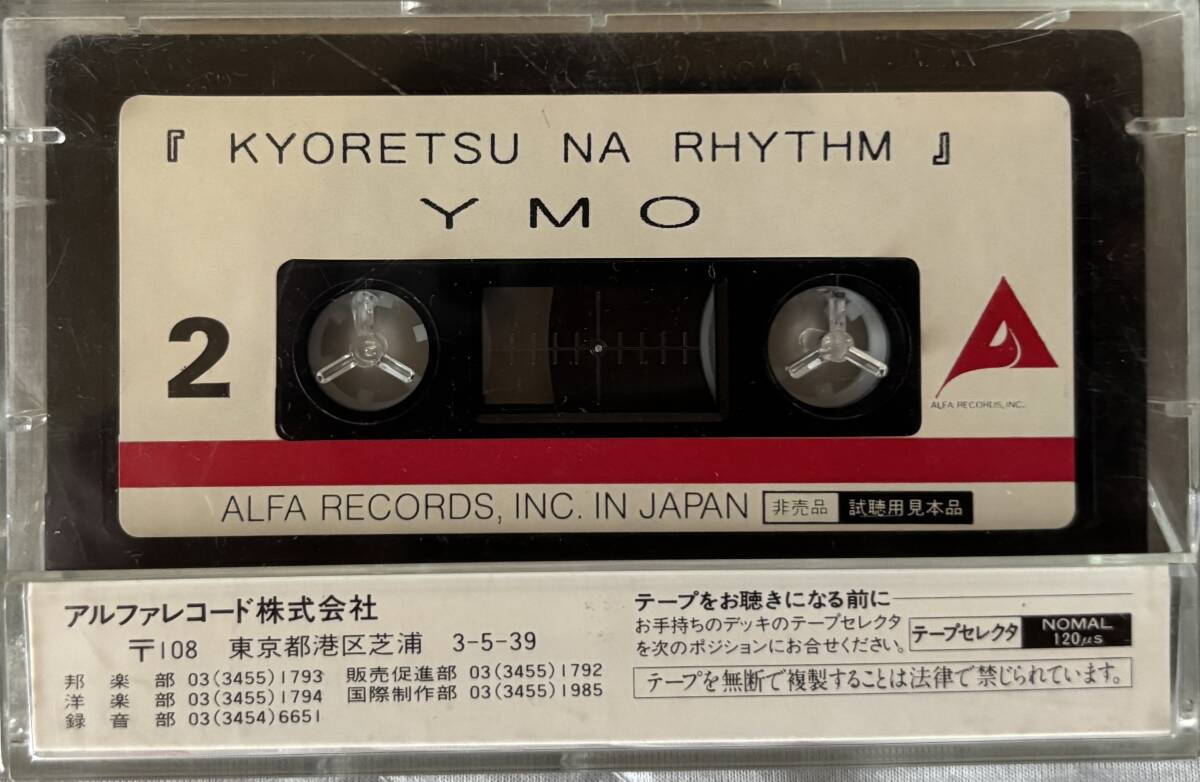 『 KYORETSU NA RHYTHM 』
YMO
2
ALFA RECORDS, INC.
ALFA RECORDS, INC. IN JAPAN 非売品 試聴用見本品
アルファレコード株式会社
〒108 東京都港区芝浦 3-5-39
邦楽部 03(3455)1793 販売促進部 03(3455)1792
洋楽部 03(3455)1794 国際制作部 03(3455)1985
録音部 03(3454)6651
テープをお聴きになる前に
お手持ちのデッキのテープセレクタ
を次のポジションにお合せください。
テープセレクタ NOMAL 120μs
テープを無断で複製することは法律で禁じられています。